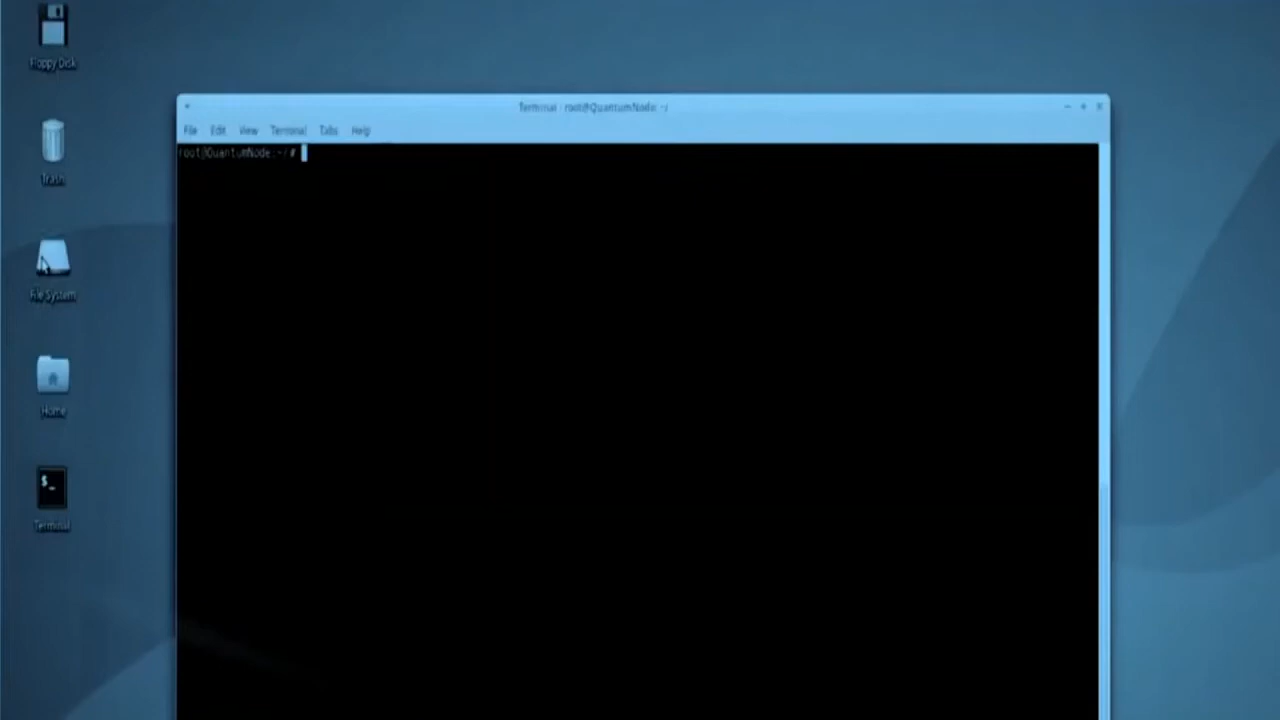 Floppy Disk
Trash
File System
Home
$_
Terminal
Terminal - root@QuantumNode: ~/
File Edit View Terminal Tabs Help
root@QuantumNode:~/#